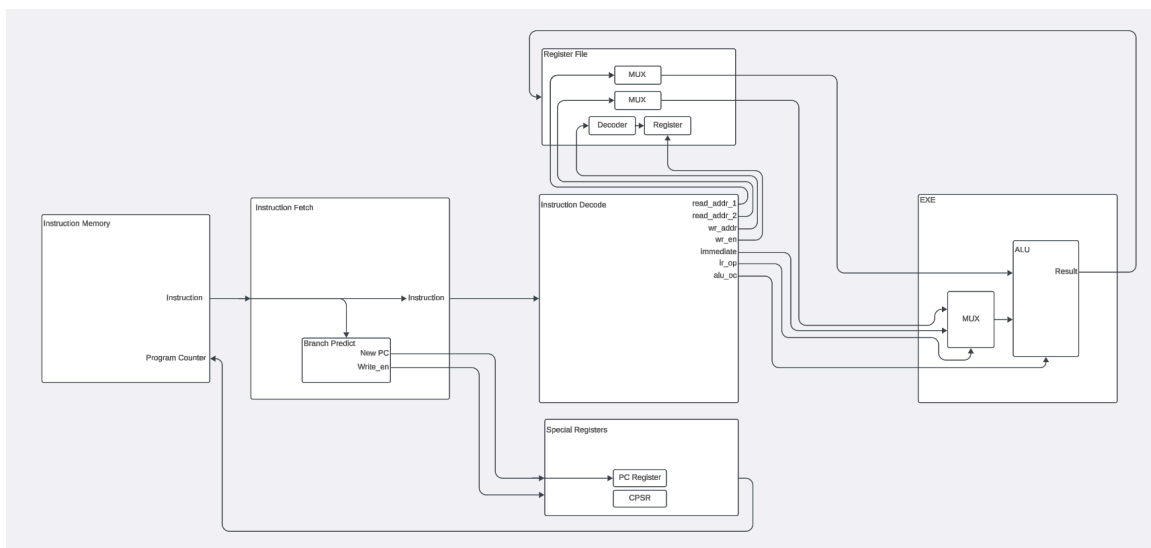 Register File
MUX
MUX
Decoder
Register
Instruction Memory
Instruction
Program Counter
Instruction Fetch
Instruction
Branch Predict
New PC
Write_en
Instruction Decode
read_addr_1
read_addr_2
wr_addr
wr_en
immediate
ir_op
alu_oc
EXE
ALU
Result
MUX
Special Registers
PC Register
CPSR